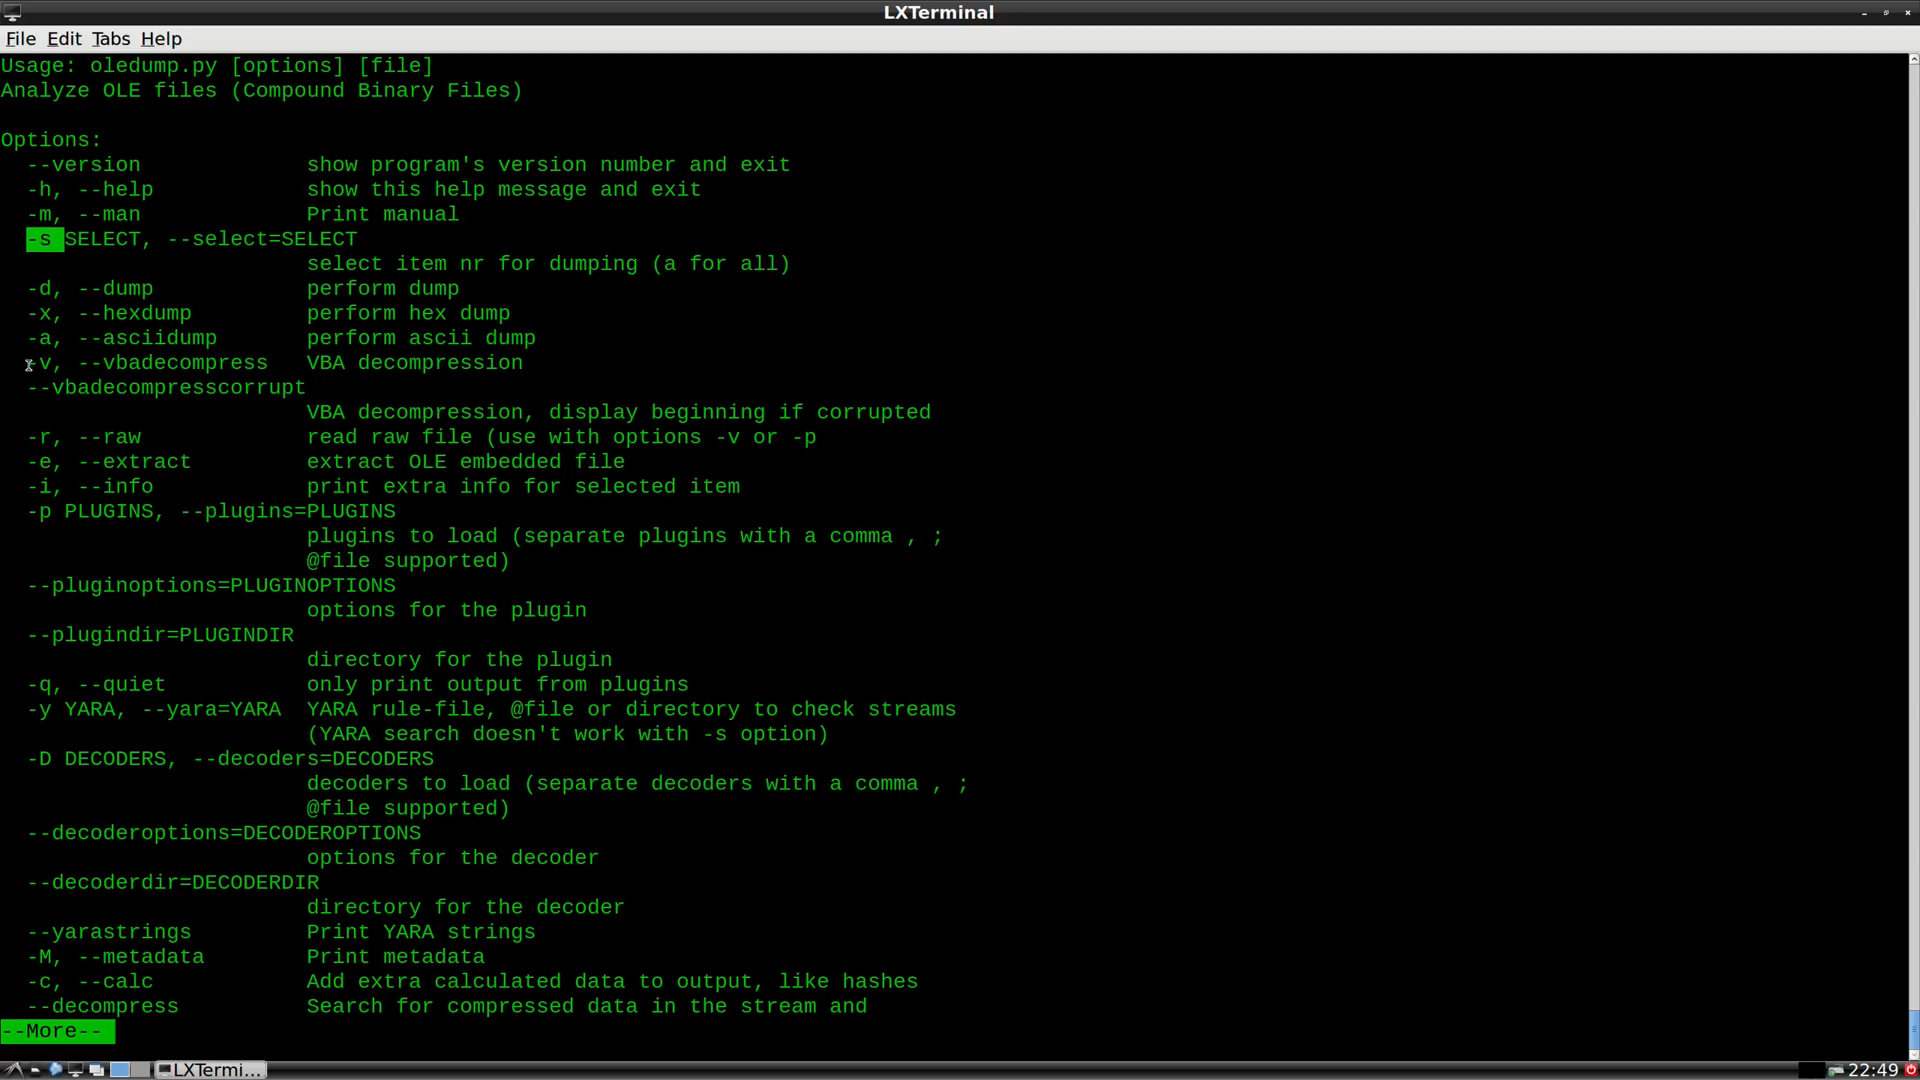 LXTerminal
File Edit Tabs Help
Usage: oledump.py [options] [file]
Analyze OLE files (Compound Binary Files)
Options:
--version show program's version number and exit
-h, --help show this help message and exit
-m, --man Print manual
-s SELECT, --select=SELECT
select item nr for dumping (a for all)
-d, --dump perform dump
-x, --hexdump perform hex dump
-a, --asciidump perform ascii dump
-v, --vbadecompress VBA decompression
--vbadecompresscorrupt
VBA decompression, display beginning if corrupted
-r, --raw read raw file (use with options -v or -p
-e, --extract extract OLE embedded file
-i, --info print extra info for selected item
-p PLUGINS, --plugins=PLUGINS
plugins to load (separate plugins with a comma , ;
@file supported)
--pluginoptions=PLUGINOPTIONS
options for the plugin
--plugindir=PLUGINDIR
directory for the plugin
-q, --quiet only print output from plugins
-y YARA, --yara=YARA YARA rule-file, @file or directory to check streams
(YARA search doesn't work with -s option)
-D DECODERS, --decoders=DECODERS
decoders to load (separate decoders with a comma , ;
@file supported)
--decoderoptions=DECODEROPTIONS
options for the decoder
--decoderdir=DECODERDIR
directory for the decoder
--yarastrings Print YARA strings
-M, --metadata Print metadata
-c, --calc Add extra calculated data to output, like hashes
--decompress Search for compressed data in the stream and
--More--
LXTermi... 22:49